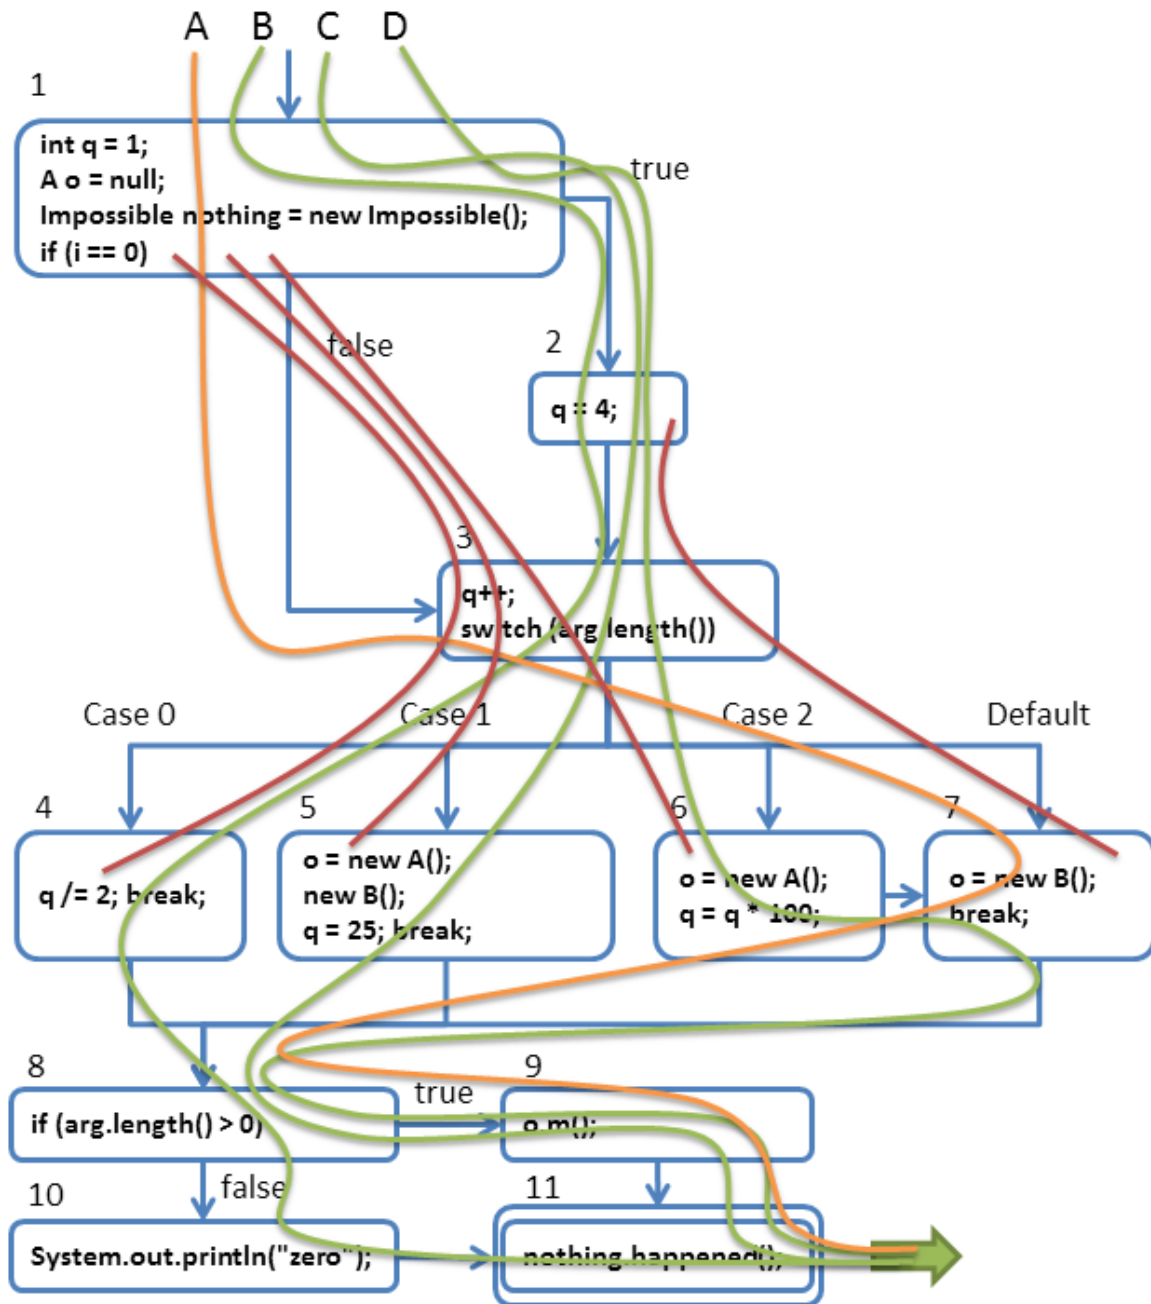 A B C D
1
int q = 1;
A o = null;
Impossible nothing = new Impossible();
if (i == 0)
true
false
2
q = 4;
3
q++;
switch (arg.length())
Case 0
Case 1
Case 2
Default
4
q /= 2; break;
5
o = new A();
new B();
q = 25; break;
6
o = new A();
q = q * 100;
7
o = new B();
break;
8
if (arg.length() > 0)
true
false
9
o.m();
10
System.out.println("zero");
11
nothing.happened();